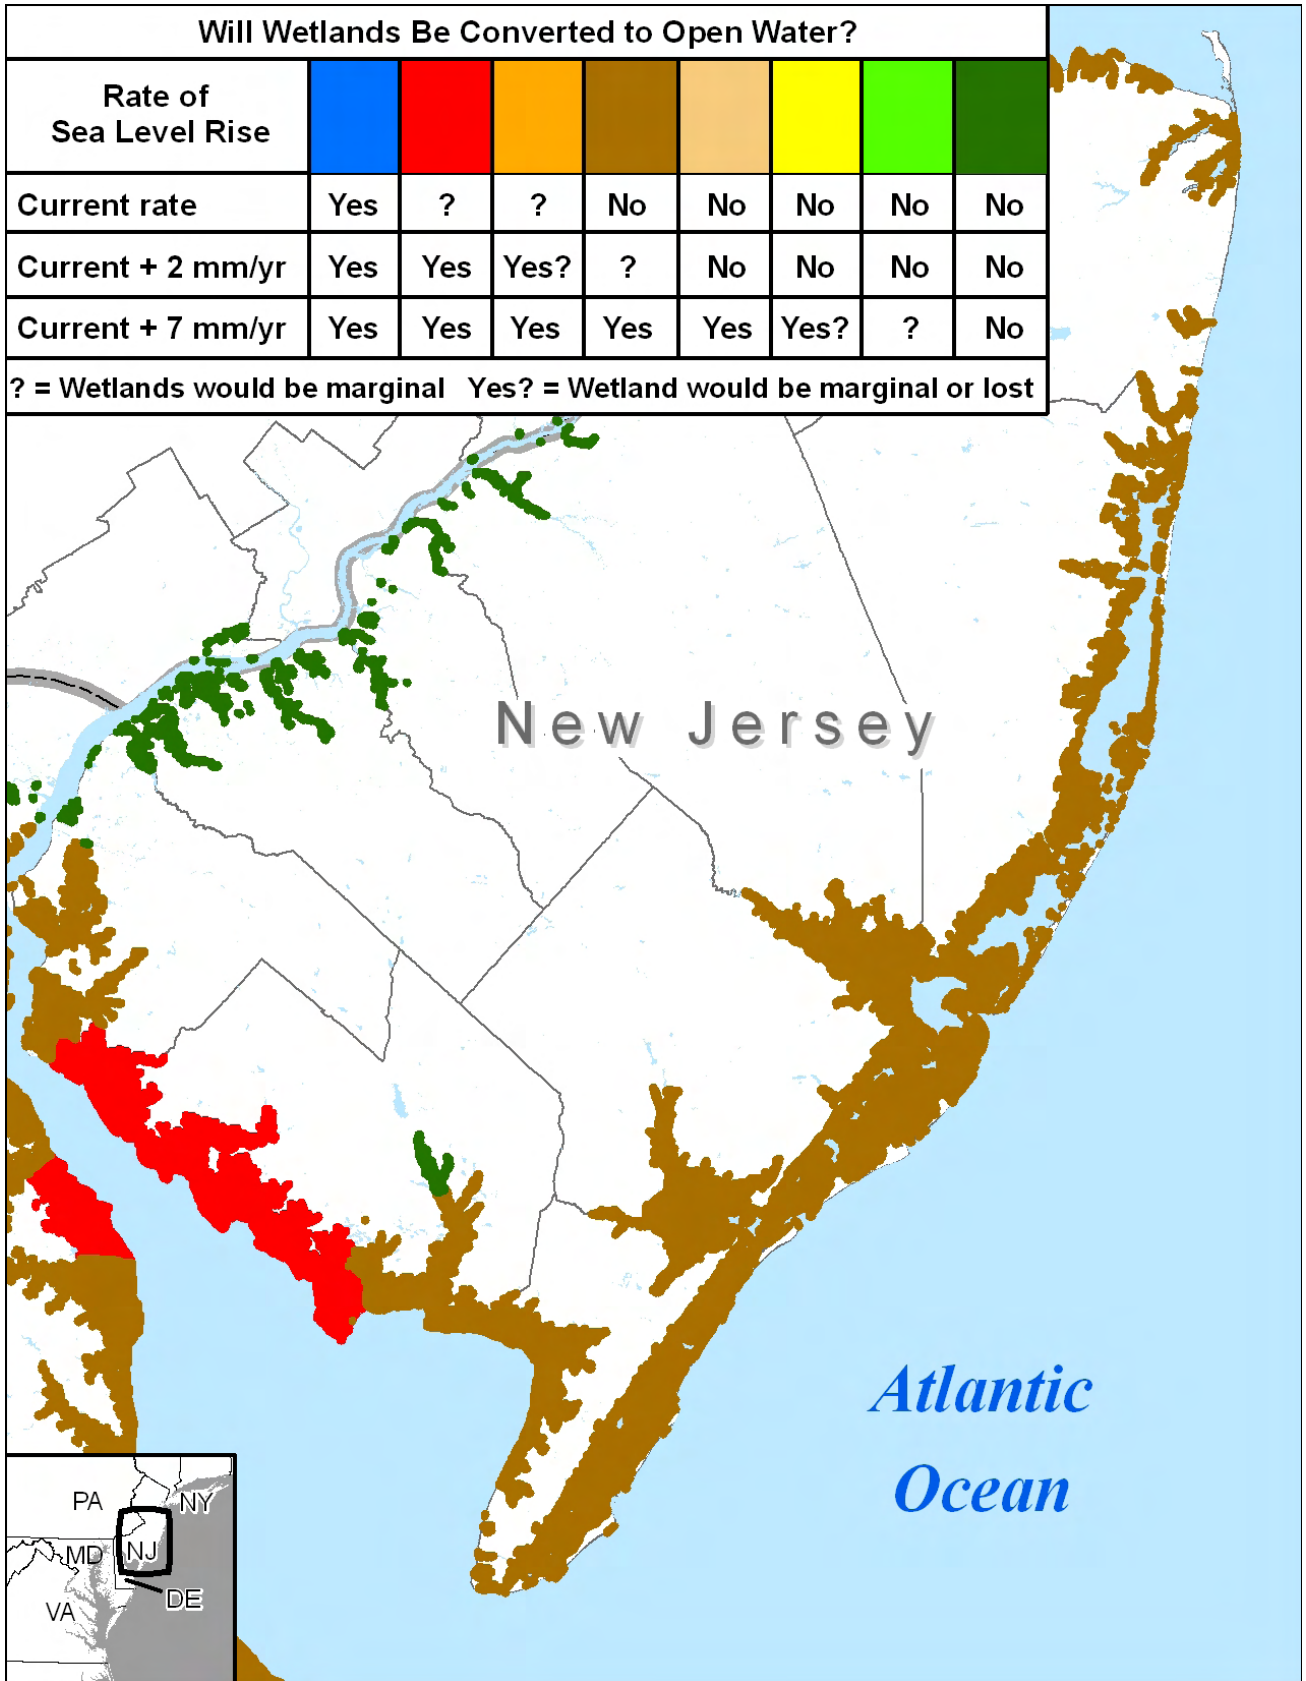 Will Wetlands Be Converted to Open Water?
Rate of
Sea Level Rise
Current rate Yes ? ? No No No No No
Current + 2 mm/yr Yes Yes Yes? ? No No No No
Current + 7 mm/yr Yes Yes Yes Yes Yes Yes? ? No
? = Wetlands would be marginal Yes? = Wetland would be marginal or lost
New Jersey
Atlantic
Ocean
PA NY
MD NJ
DE
VA